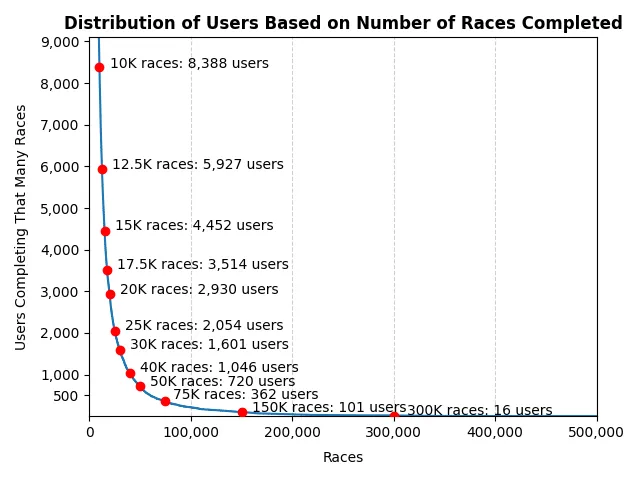 Distribution of Users Based on Number of Races Completed
Users Completing That Many Races
9,000
8,000
7,000
6,000
5,000
4,000
3,000
2,000
1,000
500
10K races: 8,388 users
12.5K races: 5,927 users
15K races: 4,452 users
17.5K races: 3,514 users
20K races: 2,930 users
25K races: 2,054 users
30K races: 1,601 users
40K races: 1,046 users
50K races: 720 users
75K races: 362 users
150K races: 101 users
300K races: 16 users
0
100,000
200,000
300,000
400,000
500,000
Races